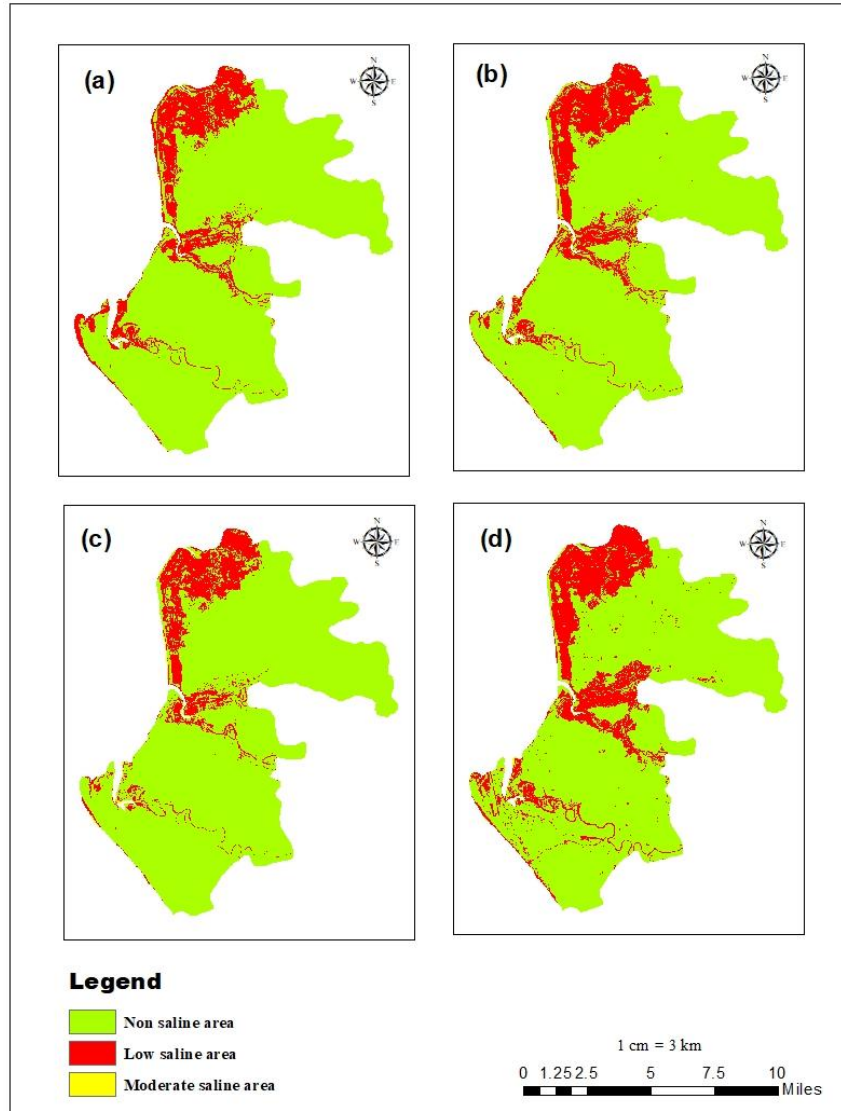 (a)
N
W E
S
(b)
N
W E
S
(c)
N
W E
S
(d)
N
W E
S
Legend
Non saline area
Low saline area
Moderate saline area
1 cm = 3 km
0 1.25 2.5 5 7.5 10
Miles